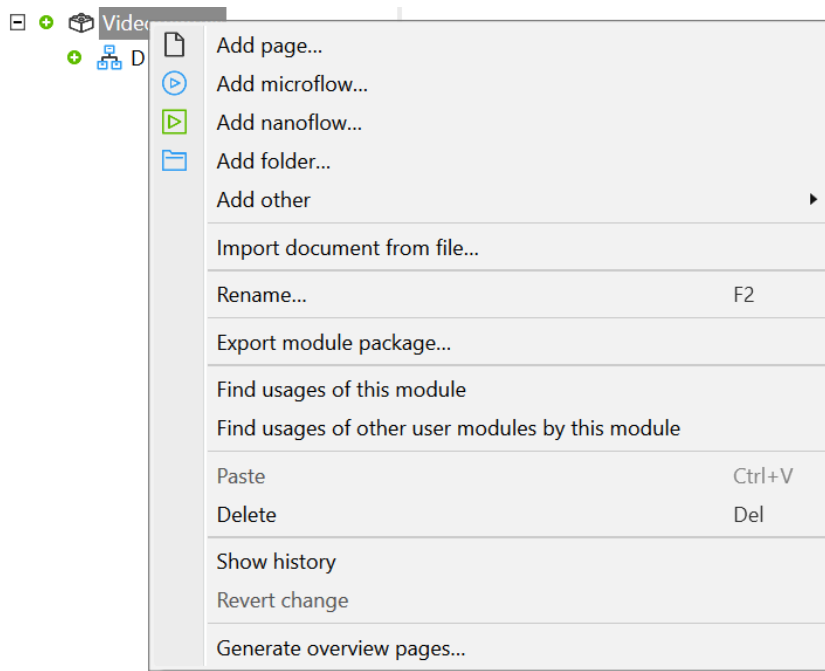 Add page...
Add microflow...
Add nanoflow...
Add folder...
Add other
Import document from file...
Rename... F2
Export module package...
Find usages of this module
Find usages of other user modules by this module
Paste Ctrl+V
Delete Del
Show history
Revert change
Generate overview pages...